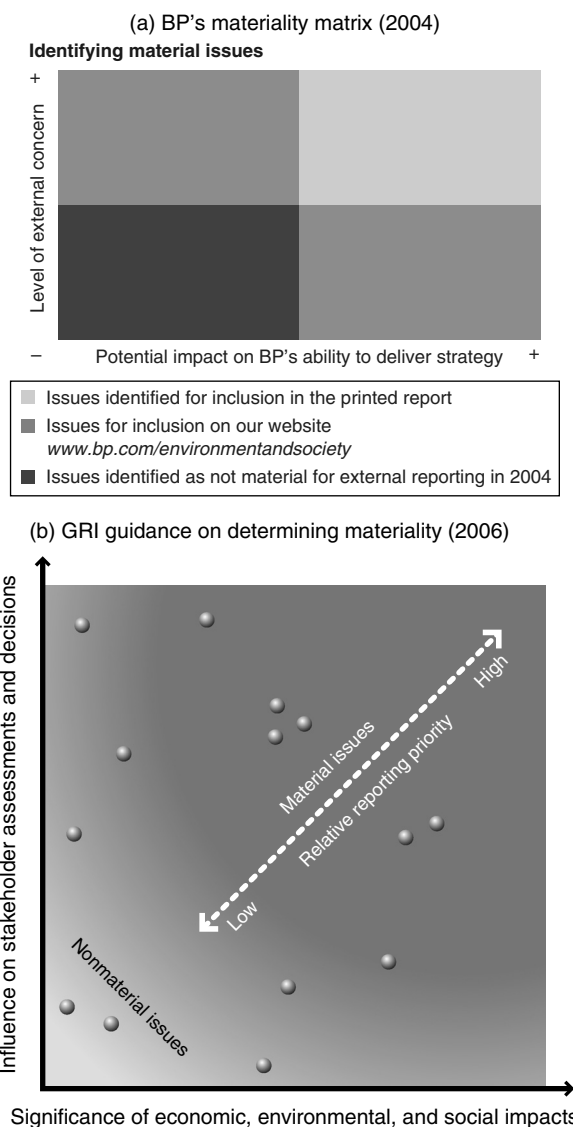 (a) BP's materiality matrix (2004)
Identifying material issues
+
Level of external concern
–
Potential impact on BP's ability to deliver strategy
+
Issues identified for inclusion in the printed report
Issues for inclusion on our website
www.bp.com/environmentandsociety
Issues identified as not material for external reporting in 2004
(b) GRI guidance on determining materiality (2006)
Influence on stakeholder assessments and decisions
High
Material issues
Relative reporting priority
Low
Nonmaterial issues
Significance of economic, environmental, and social impacts